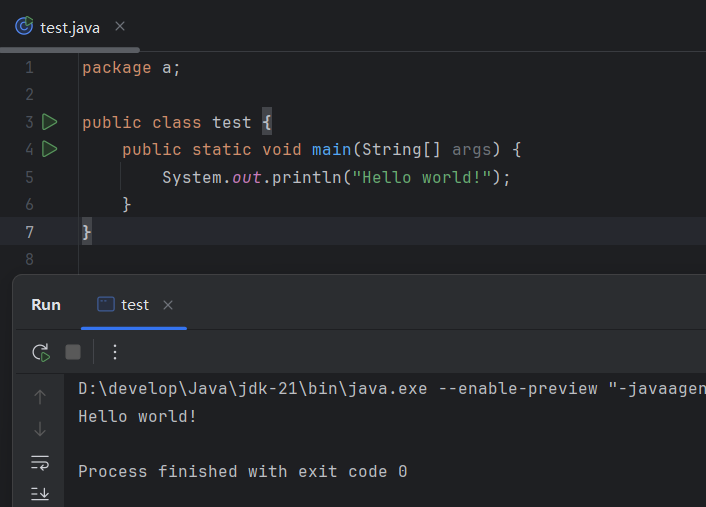 test.java
1 package a;
2
3 public class test {
4 public static void main(String[] args) {
5 System.out.println("Hello world!");
6 }
7 }
8
Run test
D:\develop\Java\jdk-21\bin\java.exe --enable-preview "-javaagen
Hello world!
Process finished with exit code 0